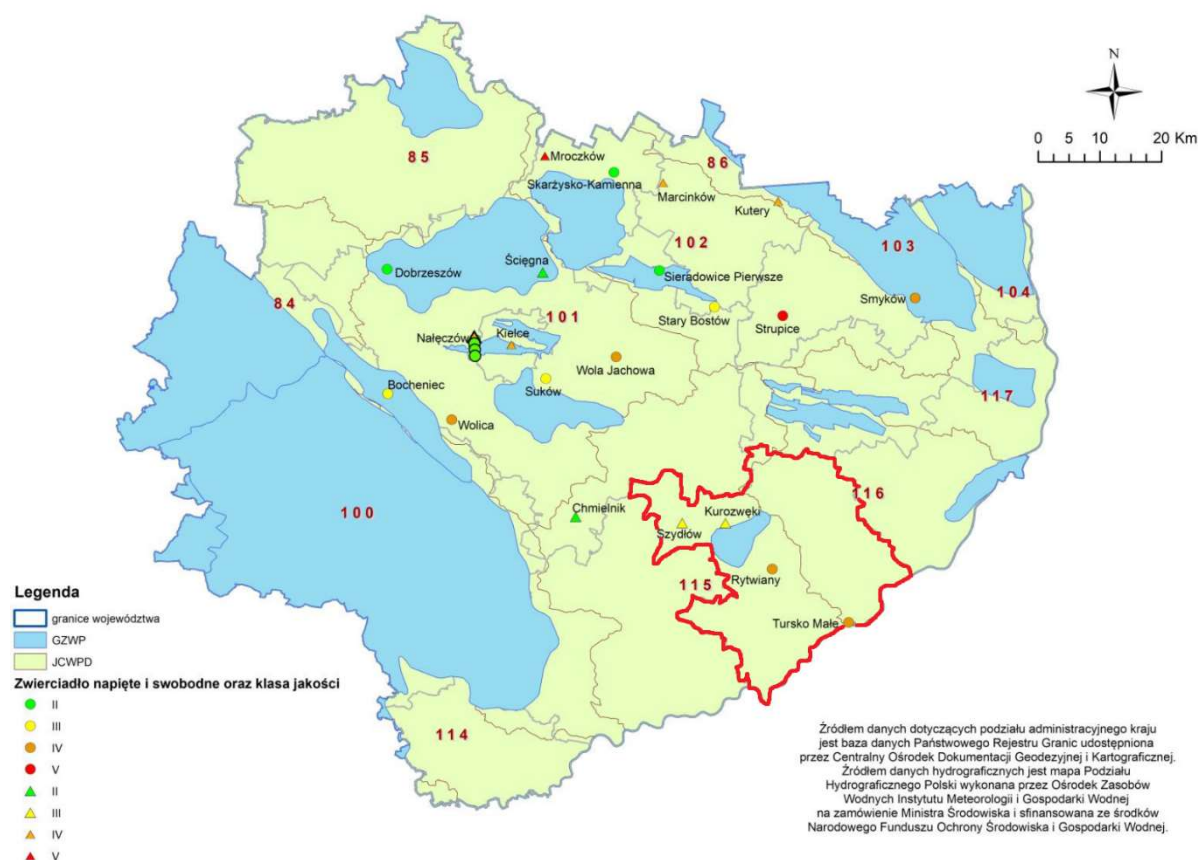 N
0 5 10 20 Km
85
Mroczków
Skarżysko-Kamienna
86
Marcinków
Kutery
102
103
Dobrzeszów
Ścięgna
Sieradowice Pierwsze
104
84
Smyków
Stary Bostów
Strupice
101
Nałęczów
Kielce
Wola Jachowa
Bocheniec
Suków
117
Wolica
116
100
Chmielnik
Kurozwęki
Szydłów
115
Rytwiany
Tursko Małe
114
Legenda
granice województwa
GZWP
JCWPD
Zwierciadło napięte i swobodne oraz klasa jakości
II
III
IV
V
II
III
IV
V
Źródłem danych dotyczących podziału administracyjnego kraju
jest baza danych Państwowego Rejestru Granic udostępniona
przez Centralny Ośrodek Dokumentacji Geodezyjnej i Kartograficznej.
Źródłem danych hydrograficznych jest mapa Podziału
Hydrograficznego Polski wykonana przez Ośrodek Zasobów
Wodnych Instytutu Meteorologii i Gospodarki Wodnej
na zamówienie Ministra Środowiska i sfinansowana ze środków
Narodowego Funduszu Ochrony Środowiska i Gospodarki Wodnej.